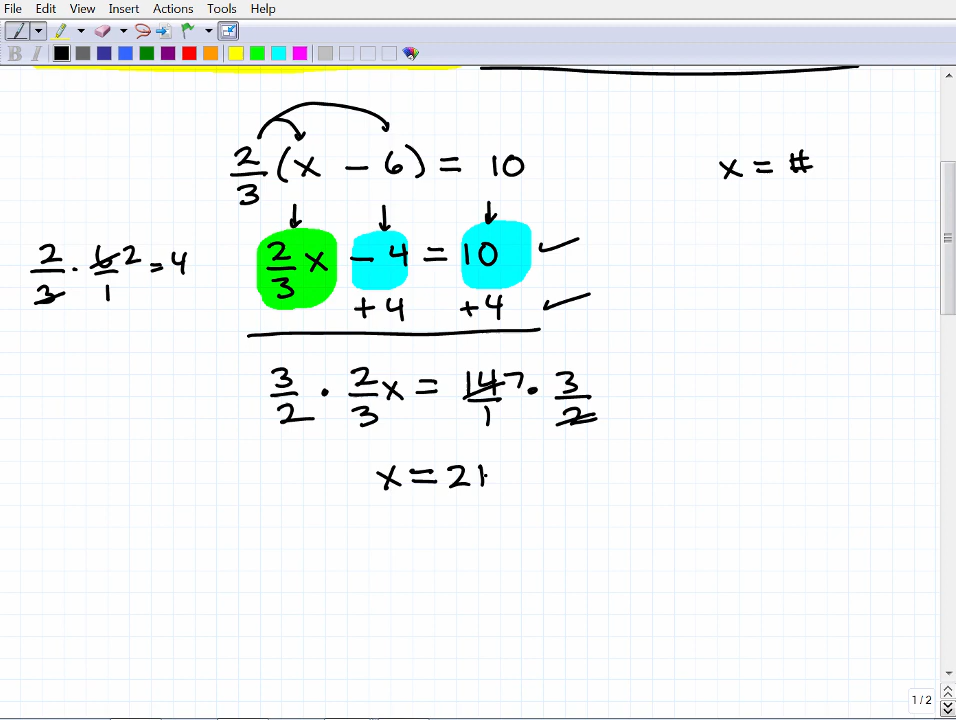 File Edit View Insert Actions Tools Help
B I
2/3 (x - 6) = 10
x = #
2/3 x - 4 = 10
2/3 · 6/1 2 = 4
+4 +4
3/2 · 2/3 x = 14/1 7 · 3/2
x = 21
1 / 2